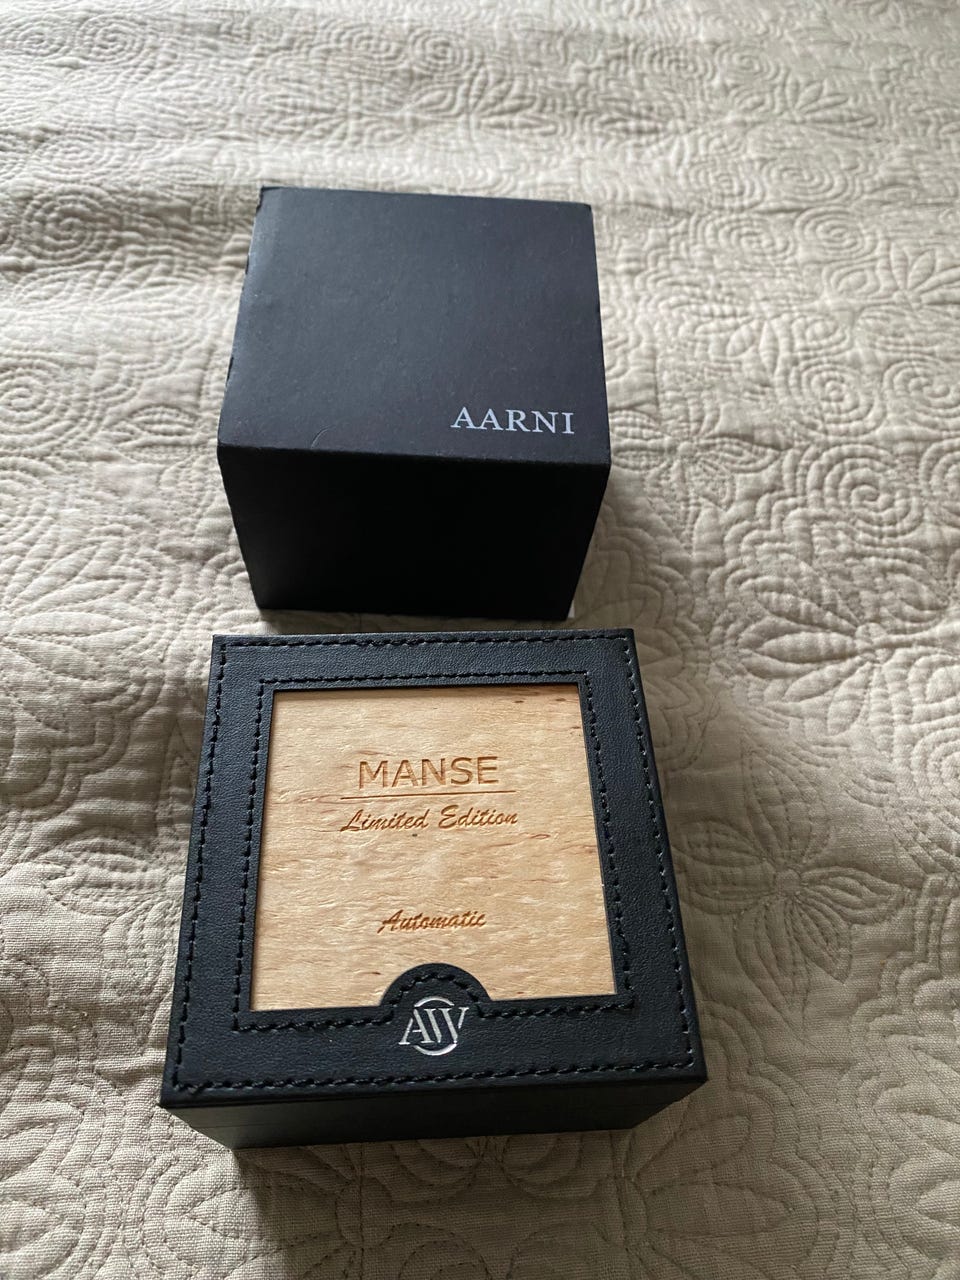 AARNI
MANSE
Limited Edition
Automatic
AW